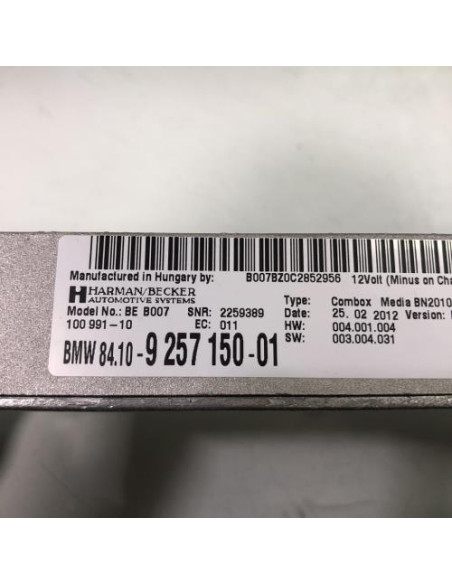 Manufactured in Hungary by: B007BZ0C2852956 12Volt (Minus on Cha
HARMAN/BECKER
AUTOMOTIVE SYSTEMS
Type: Combox Media BN2010
Model No.: BE B007 SNR: 2259389 Date: 25. 02 2012 Version:
100 991-10 EC: 011 HW: 004.001.004
SW: 003.004.031
BMW 84.10-9 257 150-01